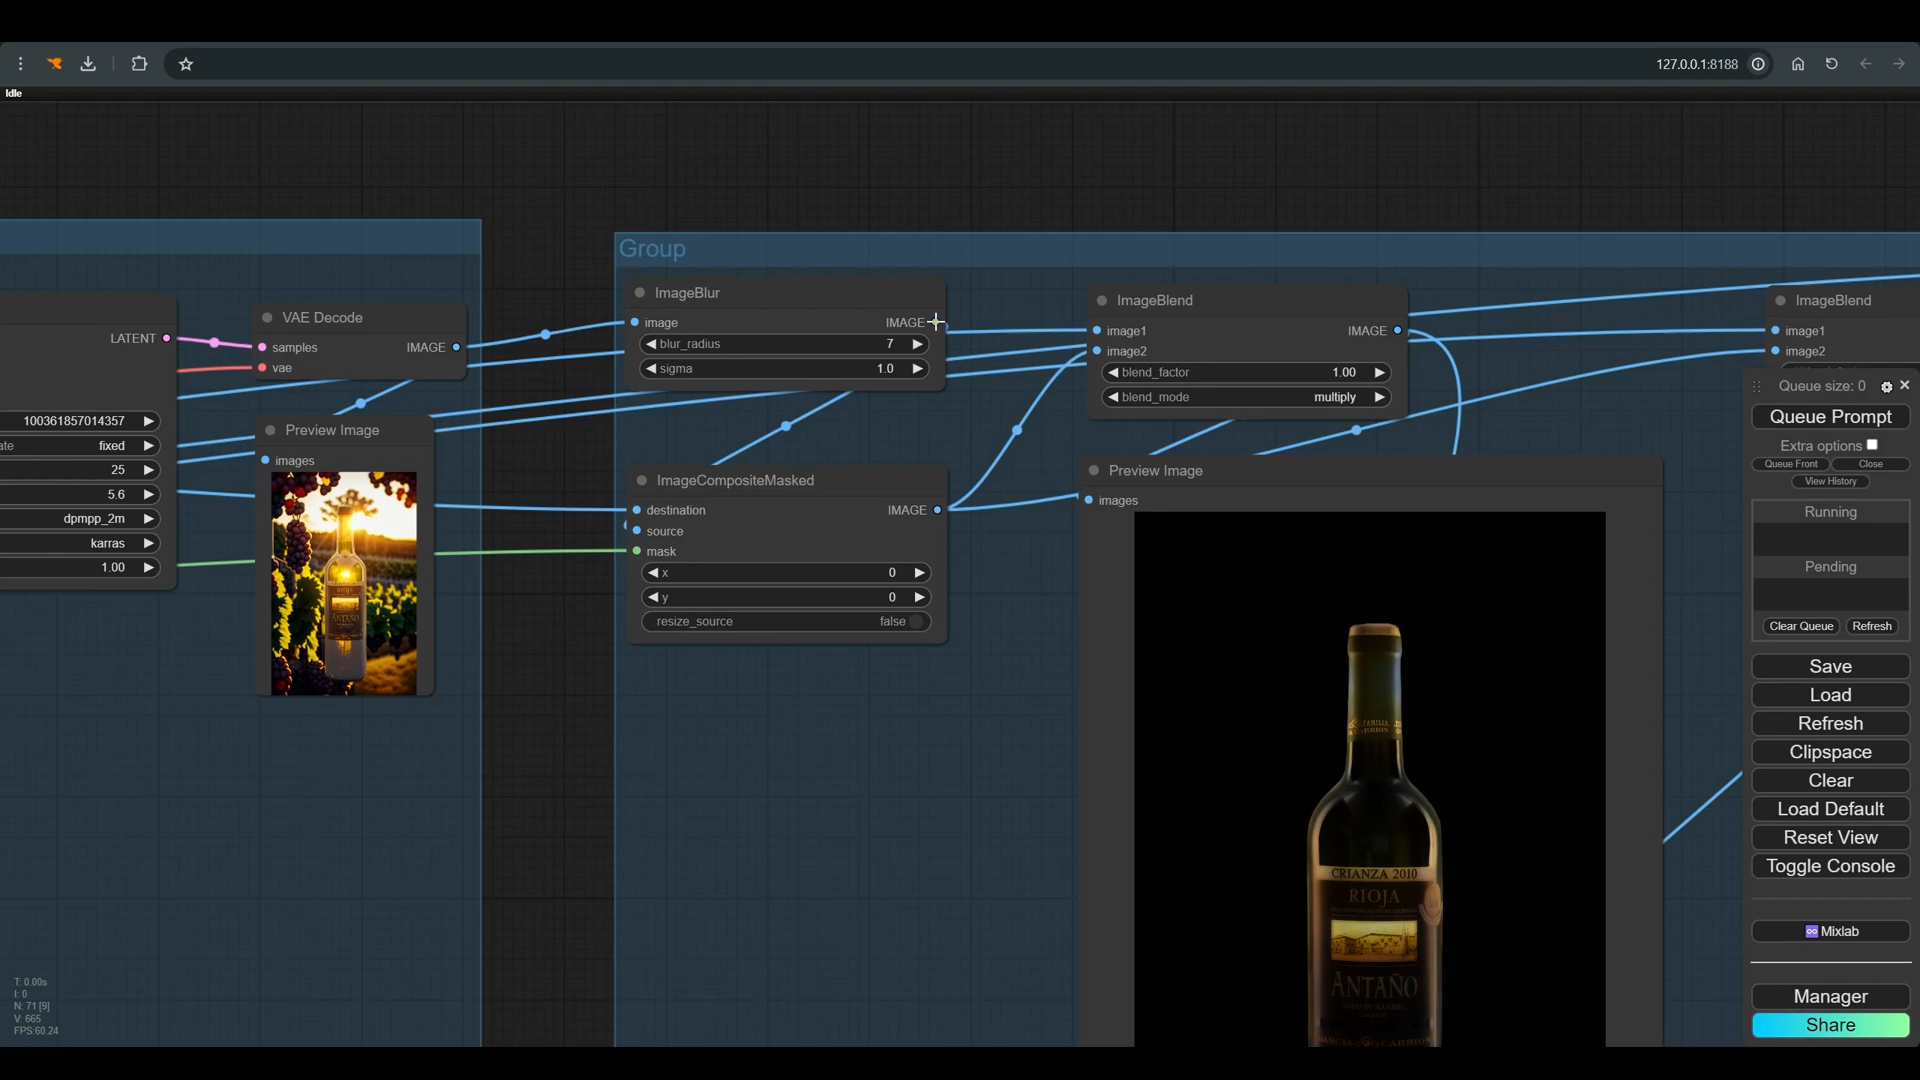 127.0.0.1:8188
Idle
Group
LATENT
VAE Decode
samples
IMAGE
vae
100361857014357
ate
fixed
25
5.6
dpmpp_2m
karras
1.00
Preview Image
images
ImageBlur
image
IMAGE
blur_radius
7
sigma
1.0
ImageCompositeMasked
destination
IMAGE
source
mask
x
0
y
0
resize_source
false
ImageBlend
image1
IMAGE
image2
blend_factor
1.00
blend_mode
multiply
Preview Image
images
FAMILIA
CRIANZA 2010
RIOJA
ANTAÑO
ImageBlend
image1
image2
Queue size: 0
Queue Prompt
Extra options
Queue Front
Close
View History
Running
Pending
Clear Queue
Refresh
Save
Load
Refresh
Clipspace
Clear
Load Default
Reset View
Toggle Console
Mixlab
Manager
Share
T: 0.00s
I: 0
N: 71 [9]
V: 665
FPS:60.24